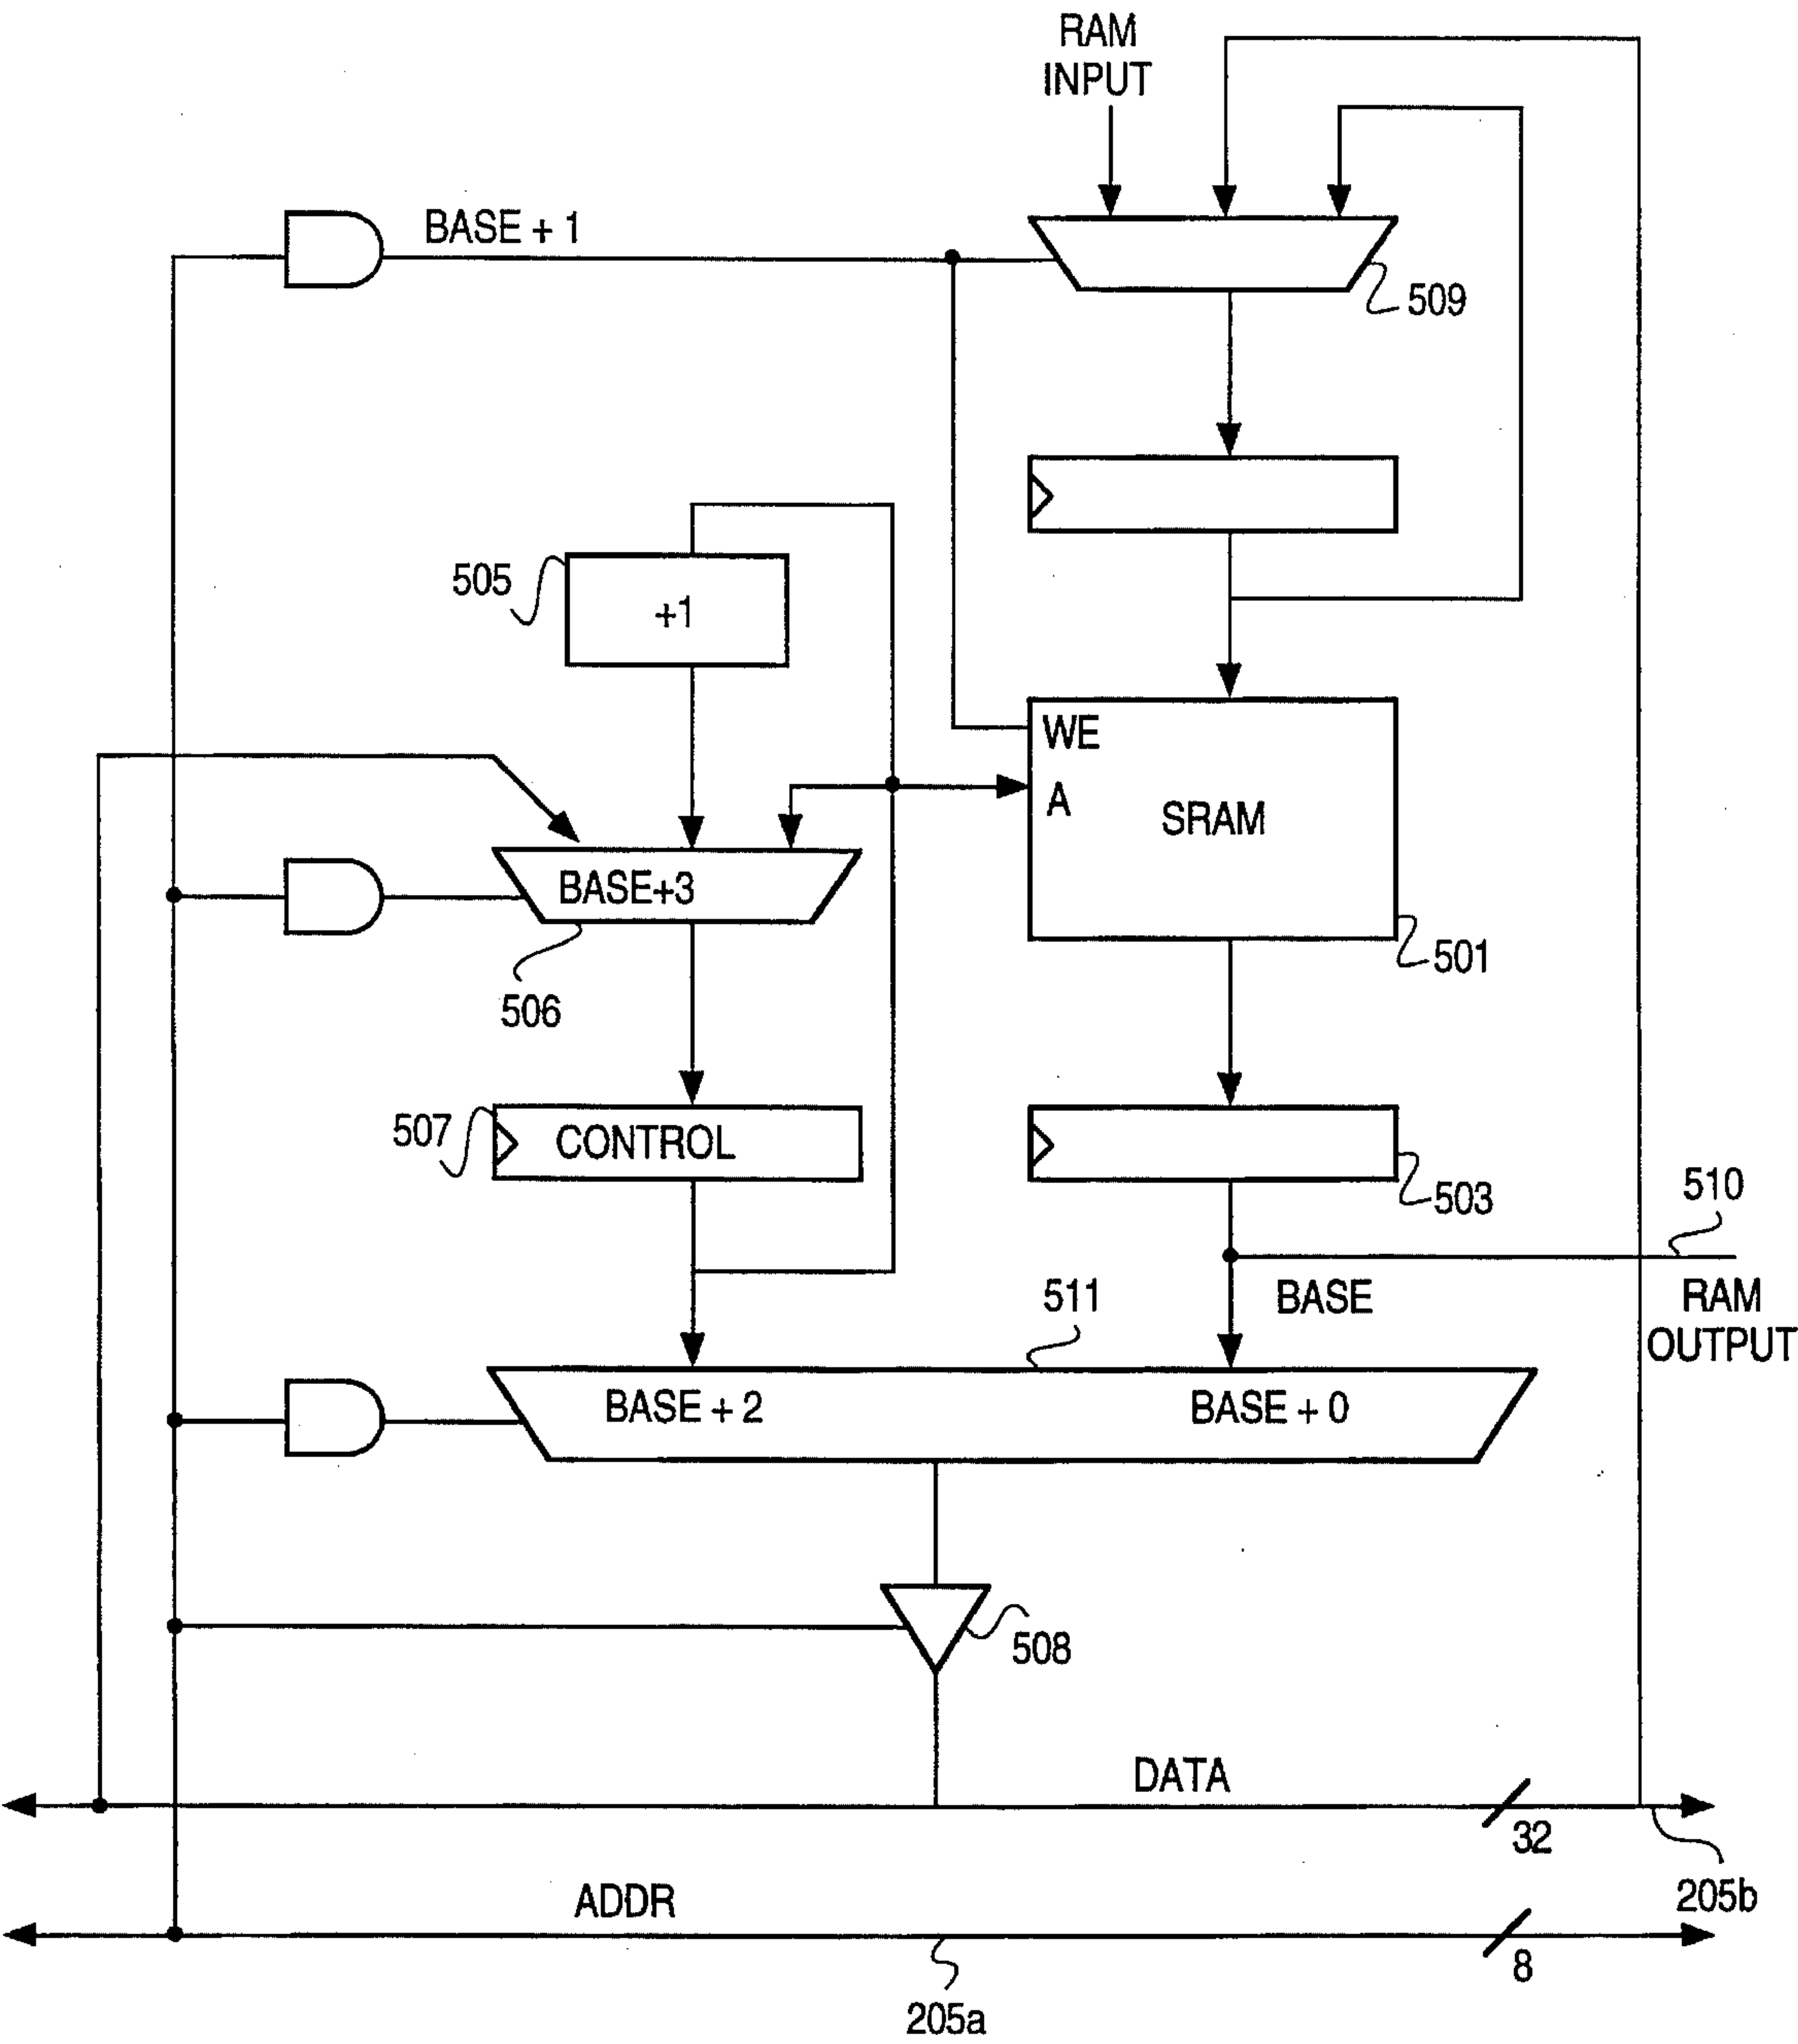 RAM
INPUT
BASE + 1
509
505
+1
WE
A
SRAM
BASE+3
501
506
507
CONTROL
503
510
511
BASE
RAM
OUTPUT
BASE + 2
BASE + 0
508
DATA
32
205b
ADDR
8
205a